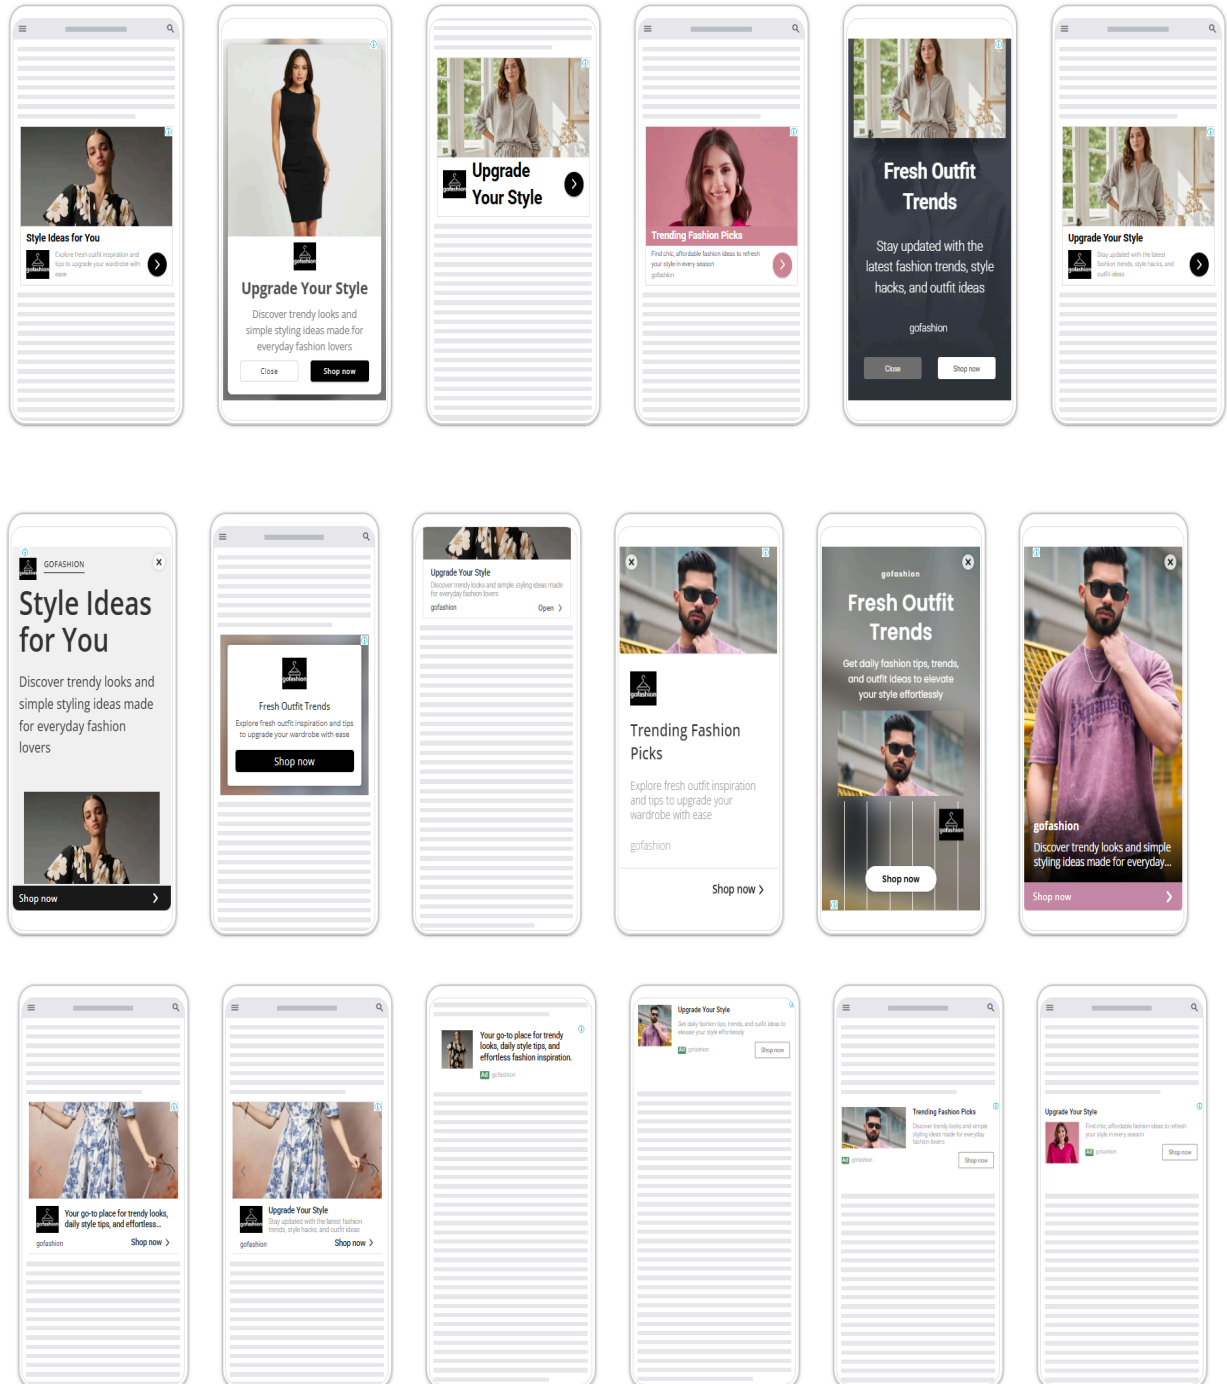 Style Ideas for You
gofashion
Explore fresh outfit inspiration and
tips to upgrade your wardrobe with
ease
gofashion
Upgrade Your Style
Discover trendy looks and
simple styling ideas made for
everyday fashion lovers
Close
Shop now
gofashion
Upgrade
Your Style
Trending Fashion Picks
Find chic, affordable fashion ideas to refresh
your style in every season
gofashion
Fresh Outfit
Trends
Stay updated with the
latest fashion trends, style
hacks, and outfit ideas
gofashion
Close
Shop now
Upgrade Your Style
gofashion
Stay updated with the latest
fashion trends, style hacks, and
outfit ideas
gofashion
GOFASHION
Style Ideas
for You
Discover trendy looks and
simple styling ideas made
for everyday fashion
lovers
Shop now
gofashion
Fresh Outfit Trends
Explore fresh outfit inspiration and tips
to upgrade your wardrobe with ease
Shop now
Upgrade Your Style
Discover trendy looks and simple styling ideas made
for everyday fashion lovers
gofashion
Open
gofashion
Trending Fashion
Picks
Explore fresh outfit inspiration
and tips to upgrade your
wardrobe with ease
gofashion
Shop now
gofashion
Fresh Outfit
Trends
Get daily fashion tips, trends,
and outfit ideas to elevate
your style effortlessly
gofashion
Shop now
gofashion
Discover trendy looks and simple
styling ideas made for everyday...
Shop now
gofashion
Your go-to place for trendy looks,
daily style tips, and effortless...
gofashion
Shop now
gofashion
Upgrade Your Style
Stay updated with the latest fashion
trends, style hacks, and outfit ideas
gofashion
Shop now
Your go-to place for trendy
looks, daily style tips, and
effortless fashion inspiration.
Ad gofashion
Upgrade Your Style
Get daily fashion tips, trends, and outfit ideas to
elevate your style effortlessly
Ad gofashion
Shop now
Trending Fashion Picks
Discover trendy looks and simple
styling ideas made for everyday
fashion lovers
Ad gofashion
Shop now
Upgrade Your Style
Find chic, affordable fashion ideas to refresh
your style in every season
Ad gofashion
Shop now